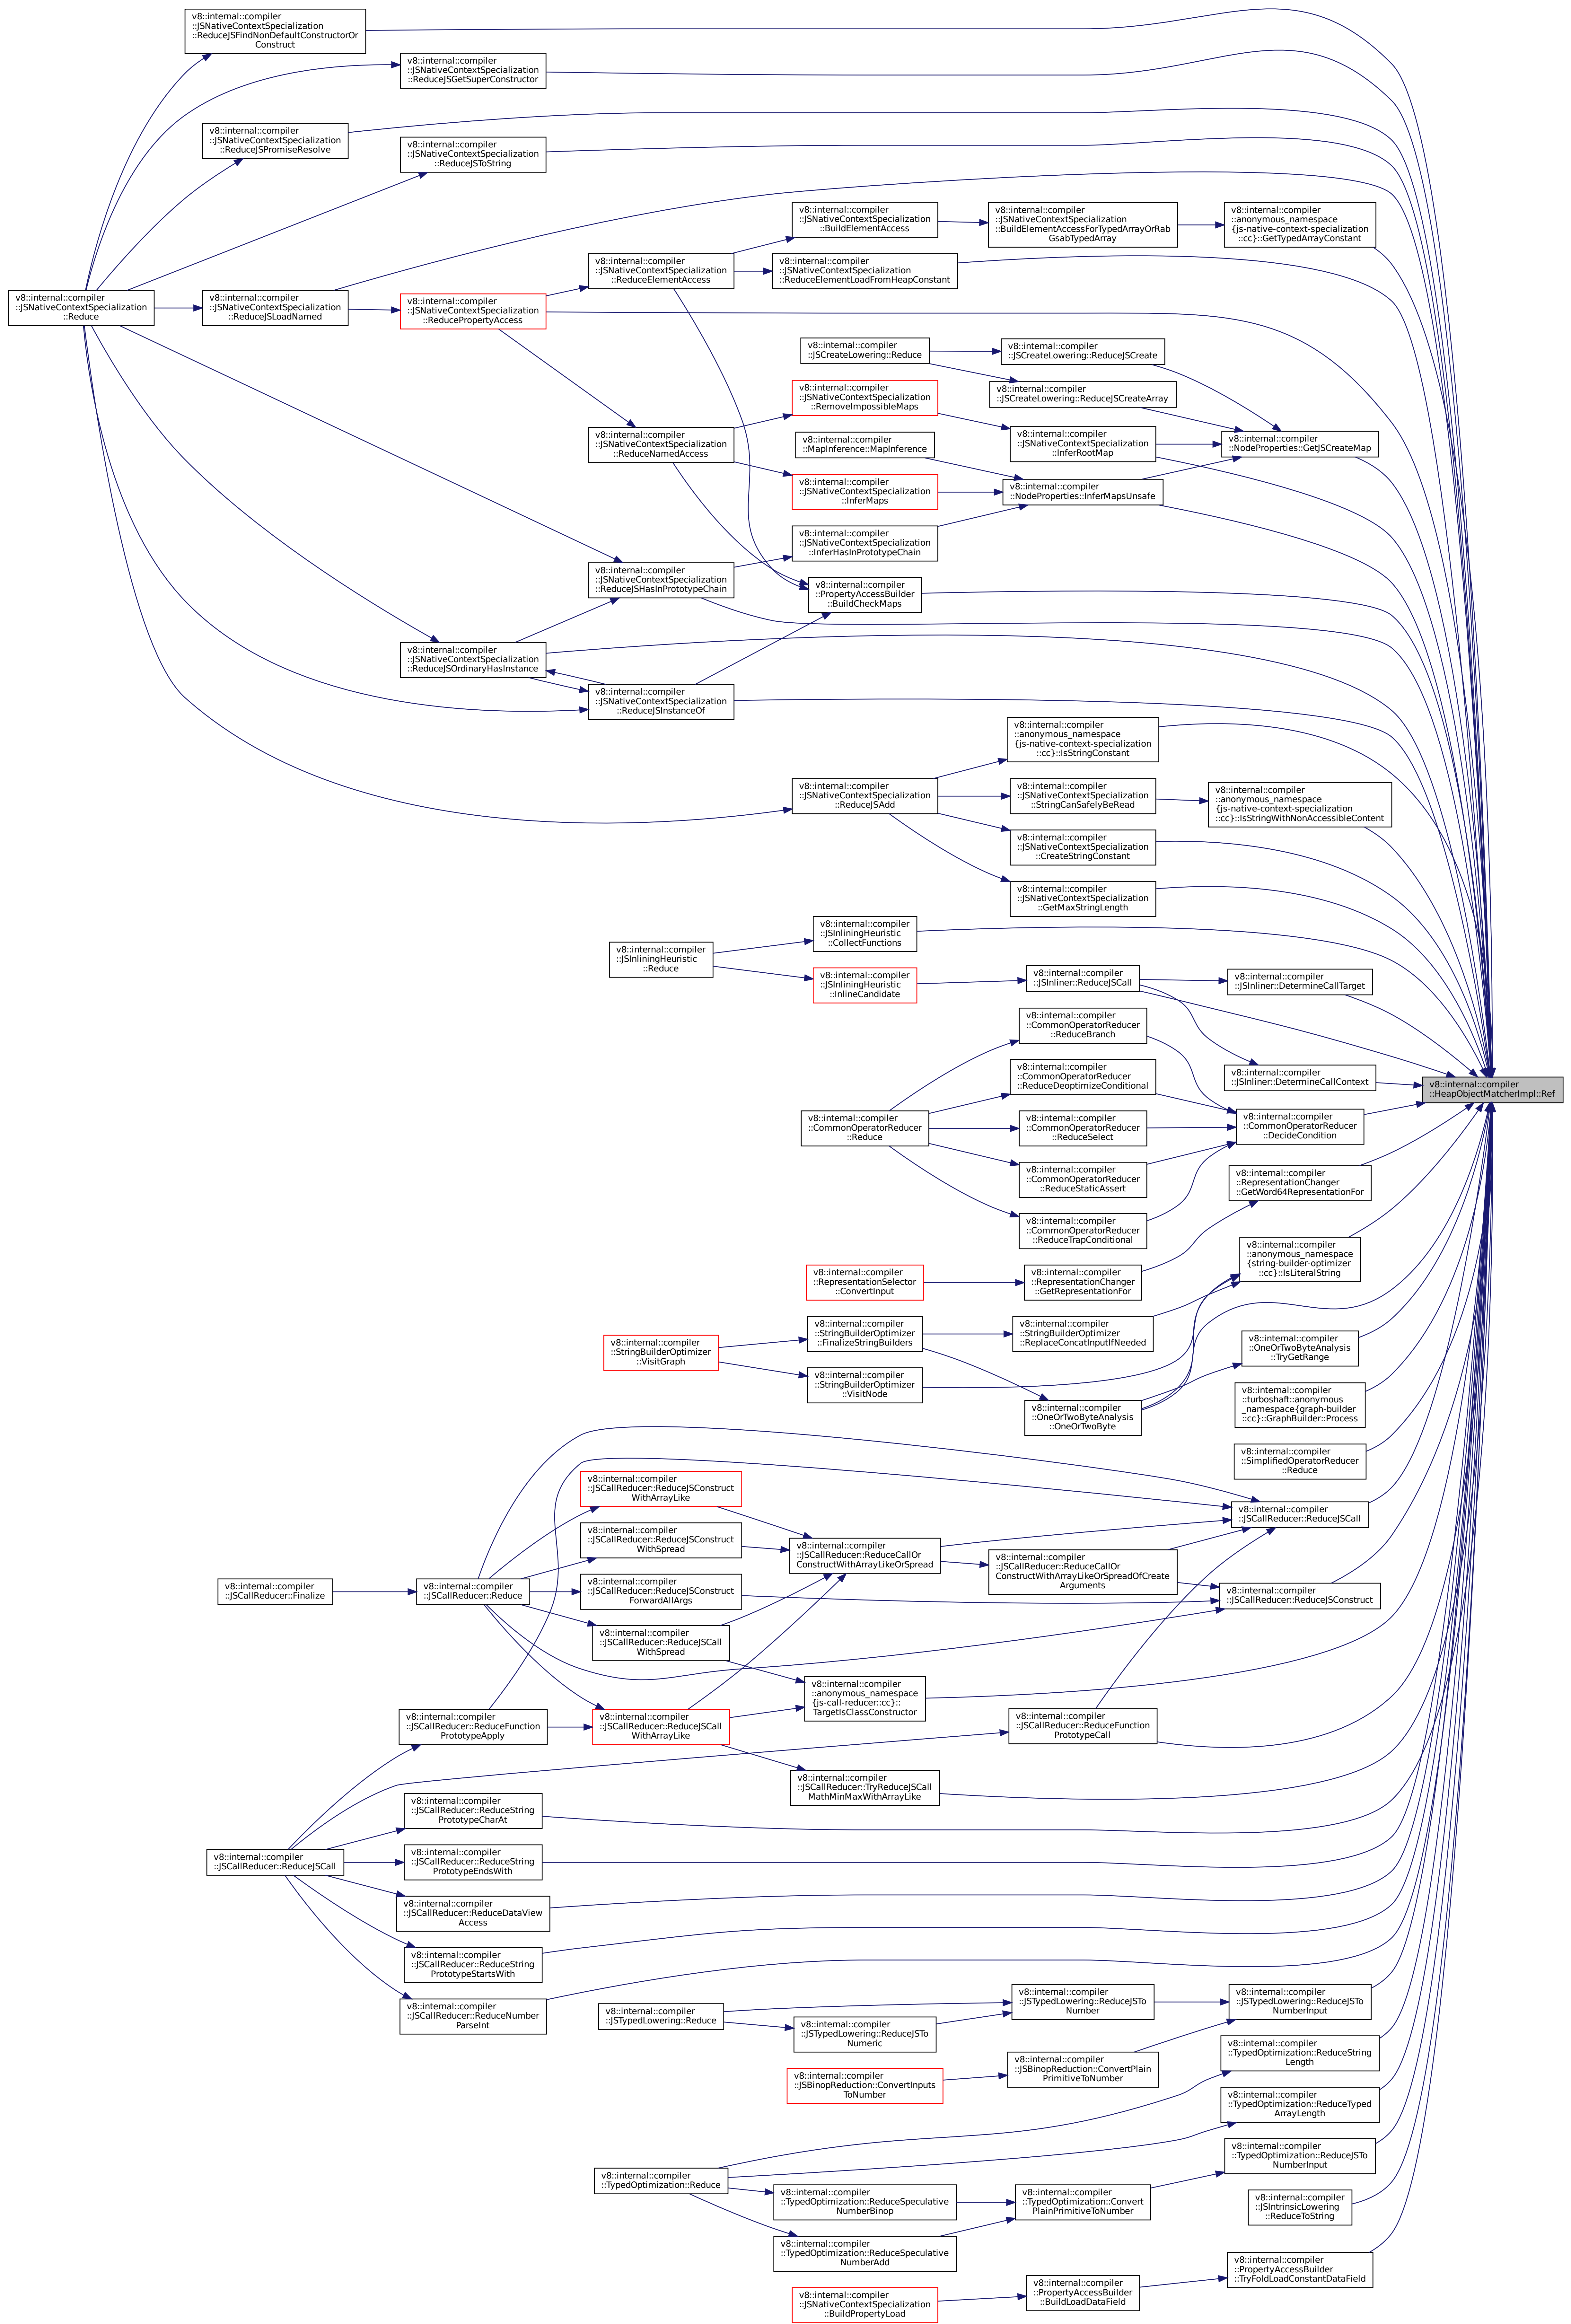 v8::internal::compiler
::JSNativeContextSpecialization
::ReduceJSFindNonDefaultConstructorOr
Construct
v8::internal::compiler
::JSNativeContextSpecialization
::ReduceJSGetSuperConstructor
v8::internal::compiler
::JSNativeContextSpecialization
::ReduceJSPromiseResolve
v8::internal::compiler
::JSNativeContextSpecialization
::ReduceJSToString
v8::internal::compiler
::JSNativeContextSpecialization
::BuildElementAccess
v8::internal::compiler
::JSNativeContextSpecialization
::BuildElementAccessForTypedArrayOrRab
GsabTypedArray
v8::internal::compiler
::anonymous_namespace
{js-native-context-specialization
::cc}::GetTypedArrayConstant
v8::internal::compiler
::JSNativeContextSpecialization
::ReduceElementAccess
v8::internal::compiler
::JSNativeContextSpecialization
::ReduceElementLoadFromHeapConstant
v8::internal::compiler
::JSNativeContextSpecialization
::Reduce
v8::internal::compiler
::JSNativeContextSpecialization
::ReduceJSLoadNamed
v8::internal::compiler
::JSNativeContextSpecialization
::ReducePropertyAccess
v8::internal::compiler
::JSCreateLowering::Reduce
v8::internal::compiler
::JSCreateLowering::ReduceJSCreate
v8::internal::compiler
::JSNativeContextSpecialization
::RemoveImpossibleMaps
v8::internal::compiler
::JSCreateLowering::ReduceJSCreateArray
v8::internal::compiler
::JSNativeContextSpecialization
::ReduceNamedAccess
v8::internal::compiler
::MapInference::MapInference
v8::internal::compiler
::JSNativeContextSpecialization
::InferRootMap
v8::internal::compiler
::NodeProperties::GetJSCreateMap
v8::internal::compiler
::JSNativeContextSpecialization
::InferMaps
v8::internal::compiler
::NodeProperties::InferMapsUnsafe
v8::internal::compiler
::JSNativeContextSpecialization
::InferHasInPrototypeChain
v8::internal::compiler
::JSNativeContextSpecialization
::ReduceJSHasInPrototypeChain
v8::internal::compiler
::PropertyAccessBuilder
::BuildCheckMaps
v8::internal::compiler
::JSNativeContextSpecialization
::ReduceJSOrdinaryHasInstance
v8::internal::compiler
::JSNativeContextSpecialization
::ReduceJSInstanceOf
v8::internal::compiler
::anonymous_namespace
{js-native-context-specialization
::cc}::IsStringConstant
v8::internal::compiler
::JSNativeContextSpecialization
::ReduceJSAdd
v8::internal::compiler
::JSNativeContextSpecialization
::StringCanSafelyBeRead
v8::internal::compiler
::anonymous_namespace
{js-native-context-specialization
::cc}::IsStringWithNonAccessibleContent
v8::internal::compiler
::JSNativeContextSpecialization
::CreateStringConstant
v8::internal::compiler
::JSNativeContextSpecialization
::GetMaxStringLength
v8::internal::compiler
::JSInliningHeuristic
::Reduce
v8::internal::compiler
::JSInliningHeuristic
::CollectFunctions
v8::internal::compiler
::JSInliningHeuristic
::InlineCandidate
v8::internal::compiler
::JSInliner::ReduceJSCall
v8::internal::compiler
::JSInliner::DetermineCallTarget
v8::internal::compiler
::CommonOperatorReducer
::ReduceBranch
v8::internal::compiler
::CommonOperatorReducer
::ReduceDeoptimizeConditional
v8::internal::compiler
::JSInliner::DetermineCallContext
v8::internal::compiler
::HeapObjectMatcherImpl::Ref
v8::internal::compiler
::CommonOperatorReducer
::Reduce
v8::internal::compiler
::CommonOperatorReducer
::ReduceSelect
v8::internal::compiler
::CommonOperatorReducer
::DecideCondition
v8::internal::compiler
::CommonOperatorReducer
::ReduceStaticAssert
v8::internal::compiler
::RepresentationChanger
::GetWord64RepresentationFor
v8::internal::compiler
::CommonOperatorReducer
::ReduceTrapConditional
v8::internal::compiler
::anonymous_namespace
{string-builder-optimizer
::cc}::IsLiteralString
v8::internal::compiler
::RepresentationSelector
::ConvertInput
v8::internal::compiler
::RepresentationChanger
::GetRepresentationFor
v8::internal::compiler
::StringBuilderOptimizer
::VisitGraph
v8::internal::compiler
::StringBuilderOptimizer
::FinalizeStringBuilders
v8::internal::compiler
::StringBuilderOptimizer
::ReplaceConcatInputIfNeeded
v8::internal::compiler
::OneOrTwoByteAnalysis
::TryGetRange
v8::internal::compiler
::StringBuilderOptimizer
::VisitNode
v8::internal::compiler
::OneOrTwoByteAnalysis
::OneOrTwoByte
v8::internal::compiler
::turboshaft::anonymous
_namespace{graph-builder
::cc}::GraphBuilder::Process
v8::internal::compiler
::SimplifiedOperatorReducer
::Reduce
v8::internal::compiler
::JSCallReducer::ReduceJSConstruct
WithArrayLike
v8::internal::compiler
::JSCallReducer::ReduceJSCall
v8::internal::compiler
::JSCallReducer::ReduceJSConstruct
WithSpread
v8::internal::compiler
::JSCallReducer::ReduceCallOr
ConstructWithArrayLikeOrSpread
v8::internal::compiler
::JSCallReducer::ReduceCallOr
ConstructWithArrayLikeOrSpreadOfCreate
Arguments
v8::internal::compiler
::JSCallReducer::Finalize
v8::internal::compiler
::JSCallReducer::Reduce
v8::internal::compiler
::JSCallReducer::ReduceJSConstruct
ForwardAllArgs
v8::internal::compiler
::JSCallReducer::ReduceJSConstruct
v8::internal::compiler
::JSCallReducer::ReduceJSCall
WithSpread
v8::internal::compiler
::anonymous_namespace
{js-call-reducer::cc}::
TargetIsClassConstructor
v8::internal::compiler
::JSCallReducer::ReduceFunction
PrototypeApply
v8::internal::compiler
::JSCallReducer::ReduceJSCall
WithArrayLike
v8::internal::compiler
::JSCallReducer::ReduceFunction
PrototypeCall
v8::internal::compiler
::JSCallReducer::TryReduceJSCall
MathMinMaxWithArrayLike
v8::internal::compiler
::JSCallReducer::ReduceString
PrototypeCharAt
v8::internal::compiler
::JSCallReducer::ReduceJSCall
v8::internal::compiler
::JSCallReducer::ReduceString
PrototypeEndsWith
v8::internal::compiler
::JSCallReducer::ReduceDataView
Access
v8::internal::compiler
::JSCallReducer::ReduceString
PrototypeStartsWith
v8::internal::compiler
::JSCallReducer::ReduceNumber
ParseInt
v8::internal::compiler
::JSTypedLowering::Reduce
v8::internal::compiler
::JSTypedLowering::ReduceJSTo
Numeric
v8::internal::compiler
::JSTypedLowering::ReduceJSTo
Number
v8::internal::compiler
::JSTypedLowering::ReduceJSTo
NumberInput
v8::internal::compiler
::JSBinopReduction::ConvertInputs
ToNumber
v8::internal::compiler
::JSBinopReduction::ConvertPlain
PrimitiveToNumber
v8::internal::compiler
::TypedOptimization::ReduceString
Length
v8::internal::compiler
::TypedOptimization::ReduceTyped
ArrayLength
v8::internal::compiler
::TypedOptimization::ReduceJSTo
NumberInput
v8::internal::compiler
::TypedOptimization::Reduce
v8::internal::compiler
::TypedOptimization::ReduceSpeculative
NumberBinop
v8::internal::compiler
::TypedOptimization::Convert
PlainPrimitiveToNumber
v8::internal::compiler
::JSIntrinsicLowering
::ReduceToString
v8::internal::compiler
::TypedOptimization::ReduceSpeculative
NumberAdd
v8::internal::compiler
::PropertyAccessBuilder
::TryFoldLoadConstantDataField
v8::internal::compiler
::JSNativeContextSpecialization
::BuildPropertyLoad
v8::internal::compiler
::PropertyAccessBuilder
::BuildLoadDataField